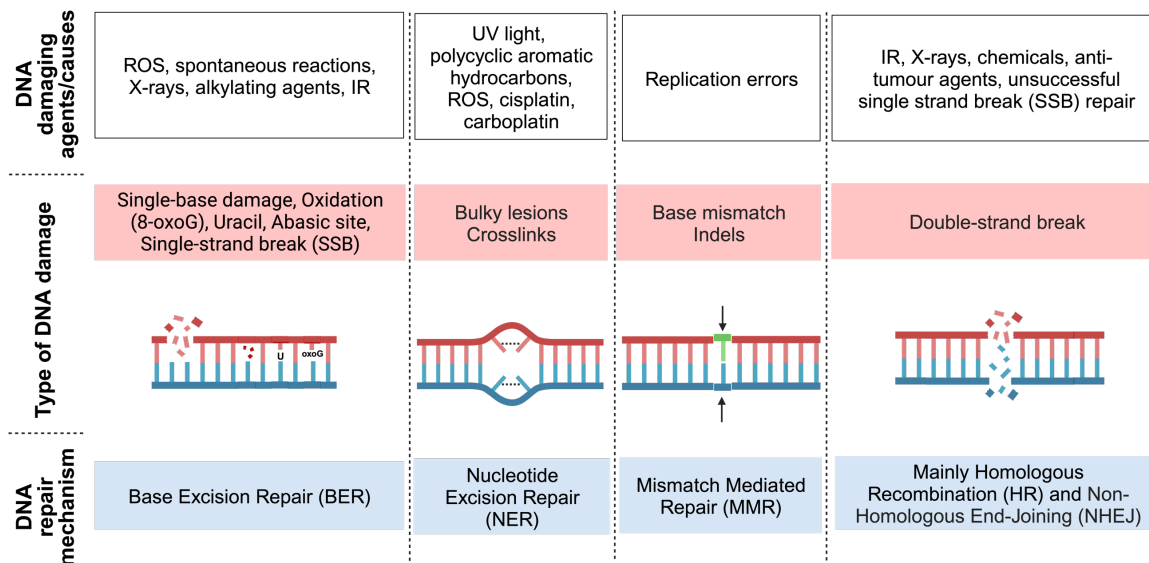 DNA
damaging
agents/causes
ROS, spontaneous reactions,
X-rays, alkylating agents, IR
UV light,
polycyclic aromatic
hydrocarbons,
ROS, cisplatin,
carboplatin
Replication errors
IR, X-rays, chemicals, anti-
tumour agents, unsuccessful
single strand break (SSB) repair
Type of DNA damage
Single-base damage, Oxidation
(8-oxoG), Uracil, Abasic site,
Single-strand break (SSB)
Bulky lesions
Crosslinks
Base mismatch
Indels
Double-strand break
U
oxoG
DNA
repair
mechanism
Base Excision Repair (BER)
Nucleotide
Excision Repair
(NER)
Mismatch Mediated
Repair (MMR)
Mainly Homologous
Recombination (HR) and Non-
Homologous End-Joining (NHEJ)